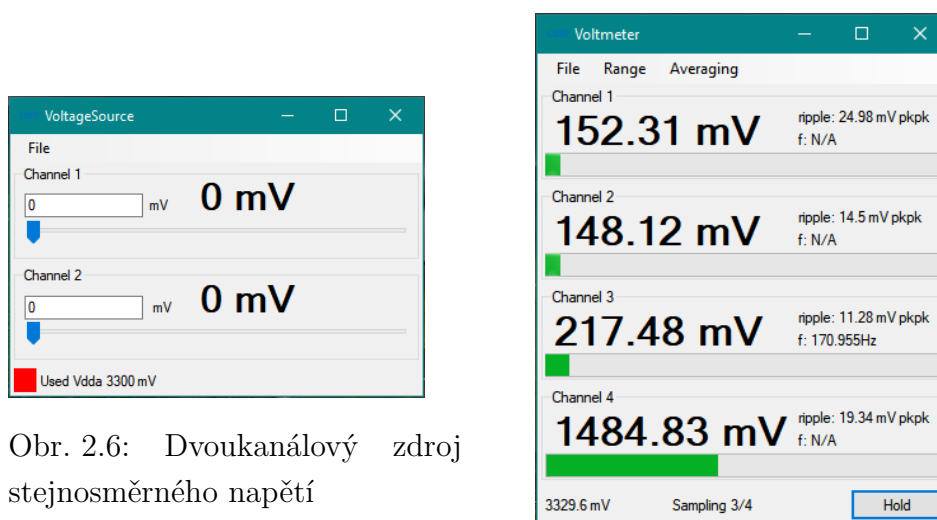 VoltageSource
File
Channel 1
0 mV 0 mV
Channel 2
0 mV 0 mV
Used Vdda 3300 mV
Obr. 2.6: Dvoukanálový zdroj
stejnosměrného napětí
Voltmeter
File Range Averaging
Channel 1
152.31 mV ripple: 24.98 mV pkpk
f: N/A
Channel 2
148.12 mV ripple: 14.5 mV pkpk
f: N/A
Channel 3
217.48 mV ripple: 11.28 mV pkpk
f: 170.955Hz
Channel 4
1484.83 mV ripple: 19.34 mV pkpk
f: N/A
3329.6 mV Sampling 3/4 Hold